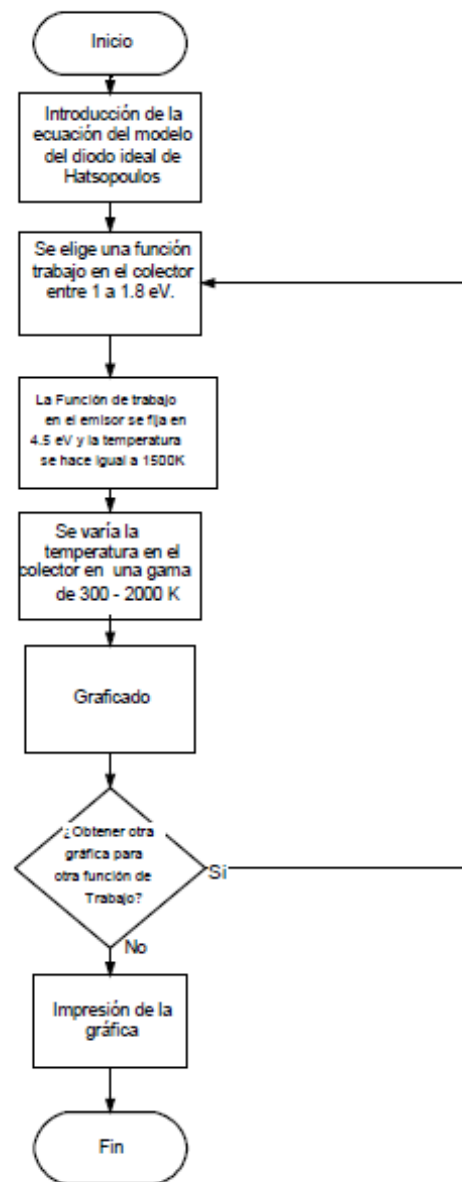 Inicio
Introducción de la
ecuación del modelo
del diodo ideal de
Hatsopoulos
Se elige una función
trabajo en el colector
entre 1 a 1.8 eV.
La Función de trabajo
en el emisor se fija en
4.5 eV y la temperatura
se hace igual a 1500K
Se varía la
temperatura en el
colector en una gama
de 300 - 2000 K
Graficado
¿Obtener otra
gráfica para
otra función de
Trabajo?
Si
No
Impresión de la
gráfica
Fin